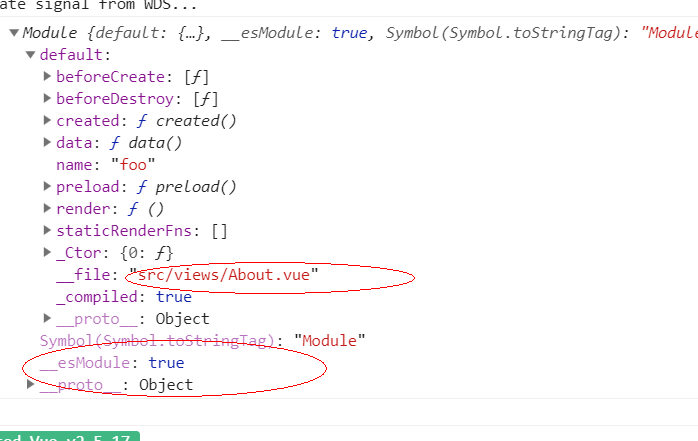 ate signal from WDS...
Module {default: {…}, __esModule: true, Symbol(Symbol.toStringTag): "Module
default:
beforeCreate: [ƒ]
beforeDestroy: [ƒ]
created: ƒ created()
data: ƒ data()
name: "foo"
preload: ƒ preload()
render: ƒ ()
staticRenderFns: []
_Ctor: {0: ƒ}
__file: "src/views/About.vue"
_compiled: true
__proto__: Object
Symbol(Symbol.toStringTag): "Module"
__esModule: true
__proto__: Object
ted Vue v2.5.17